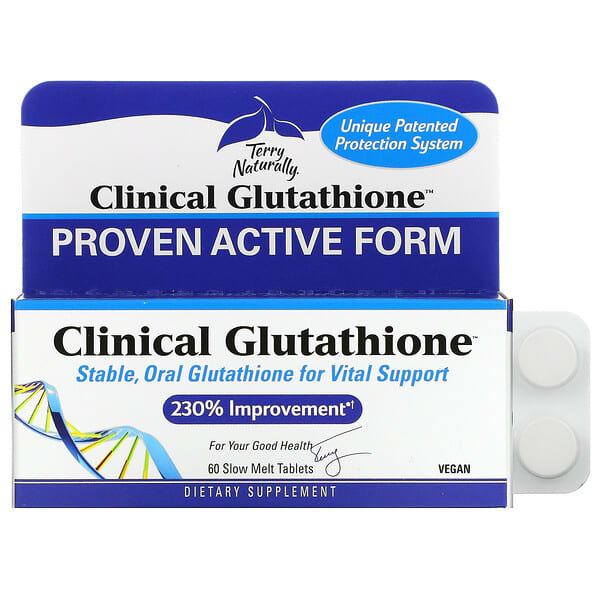 Terry
Naturally®
Unique Patented
Protection System
Clinical Glutathione™
PROVEN ACTIVE FORM
Clinical Glutathione™
Stable, Oral Glutathione for Vital Support
230% Improvement*†
For Your Good Health Terry
60 Slow Melt Tablets
VEGAN
DIETARY SUPPLEMENT